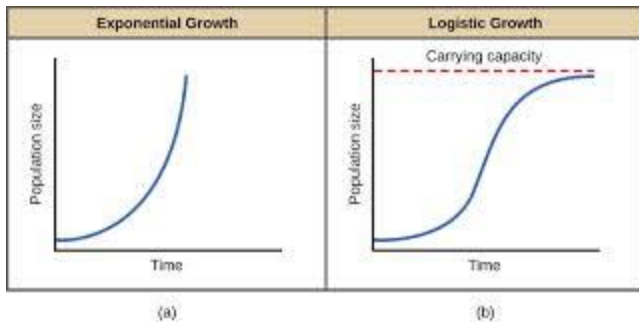 Exponential Growth
Population size
Time
(a)
Logistic Growth
Carrying capacity
Population size
Time
(b)